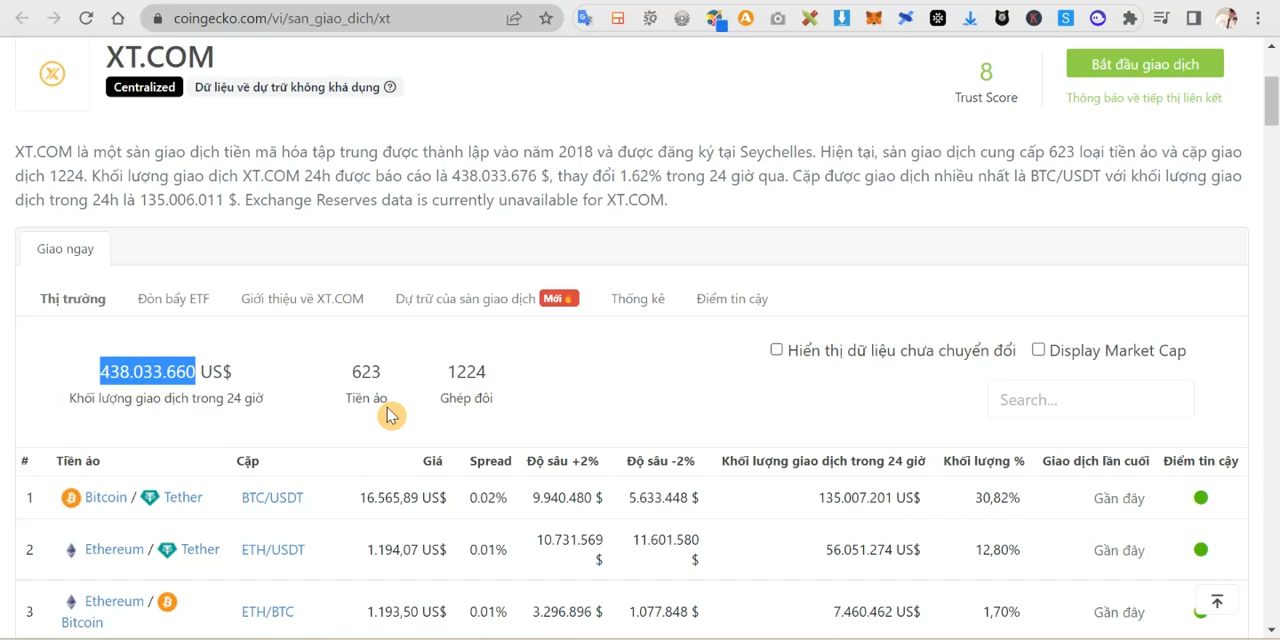 coingecko.com/vi/san_giao_dich/xt
XT.COM
Centralized
Dữ liệu về dự trữ không khả dụng
8
Trust Score
Bắt đầu giao dịch
Thông báo về tiếp thị liên kết
XT.COM là một sàn giao dịch tiền mã hóa tập trung được thành lập vào năm 2018 và được đăng ký tại Seychelles. Hiện tại, sàn giao dịch cung cấp 623 loại tiền ảo và cặp giao
dịch 1224. Khối lượng giao dịch XT.COM 24h được báo cáo là 438.033.676 $, thay đổi 1.62% trong 24 giờ qua. Cặp được giao dịch nhiều nhất là BTC/USDT với khối lượng giao
dịch trong 24h là 135.006.011 $. Exchange Reserves data is currently unavailable for XT.COM.
Giao ngay
Thị trường Đòn bẩy ETF Giới thiệu về XT.COM Dự trữ của sàn giao dịch Mới Thống kê Điểm tin cậy
Hiển thị dữ liệu chưa chuyển đổi Display Market Cap
438.033.660 US$ 623 1224
Khối lượng giao dịch trong 24 giờ Tiền ảo Ghép đôi
Search...
# Tiền ảo Cặp Giá Spread Độ sâu +2% Độ sâu -2% Khối lượng giao dịch trong 24 giờ Khối lượng % Giao dịch lần cuối Điểm tin cậy
1 Bitcoin / Tether BTC/USDT 16.565,89 US$ 0.02% 9.940.480 $ 5.633.448 $ 135.007.201 US$ 30,82% Gần đây
2 Ethereum / Tether ETH/USDT 1.194,07 US$ 0.01% 10.731.569 $ 11.601.580 $ 56.051.274 US$ 12,80% Gần đây
3 Ethereum / Bitcoin ETH/BTC 1.193,50 US$ 0.01% 3.296.896 $ 1.077.848 $ 7.460.462 US$ 1,70% Gần đây